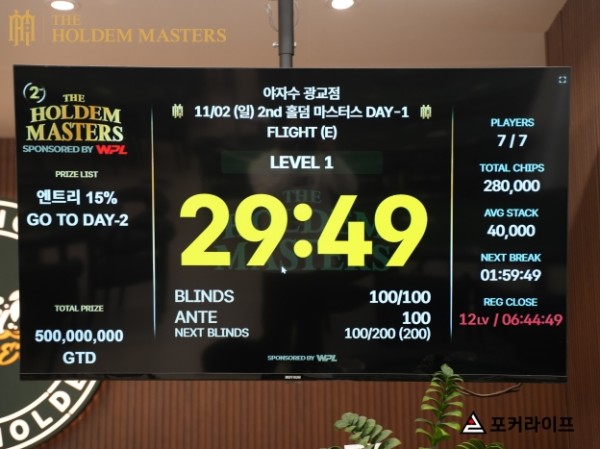 THE
HOLDEM MASTERS
2
THE
HOLDEM
MASTERS
SPONSORED BY WPL
PRIZE LIST
엔트리 15%
GO TO DAY-2
TOTAL PRIZE
500,000,000
GTD
야자수 광교점
11/02 (일) 2nd 홀덤 마스터스 DAY-1
FLIGHT (E)
LEVEL 1
THE
MASTERS
29:49
BLINDS 100/100
ANTE 100
NEXT BLINDS 100/200 (200)
SPONSORED BY WPL
PLAYERS
7 / 7
TOTAL CHIPS
280,000
AVG STACK
40,000
NEXT BREAK
01:59:49
REG CLOSE
12LV / 06:44:49
HOLDE
포커라이프